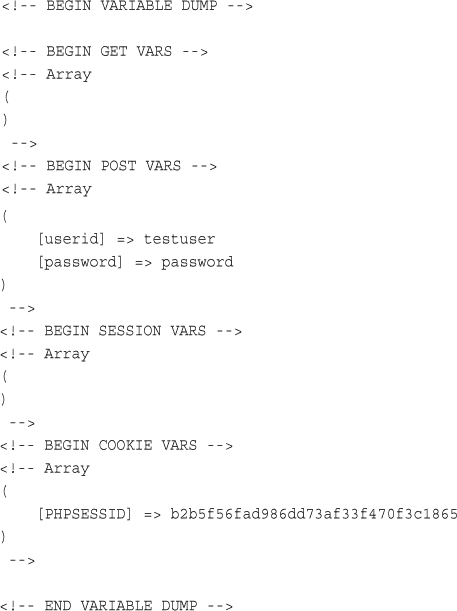 <!-- BEGIN VARIABLE DUMP -->
<!-- BEGIN GET VARS -->
<!-- Array
(
)
 -->
<!-- BEGIN POST VARS -->
<!-- Array
(
    [userid] => testuser
    [password] => password
)
 -->
<!-- BEGIN SESSION VARS -->
<!-- Array
(
)
 -->
<!-- BEGIN COOKIE VARS -->
<!-- Array
(
    [PHPSESSID] => b2b5f56fad986dd73af33f470f3c1865
)
 -->
<!-- END VARIABLE DUMP -->